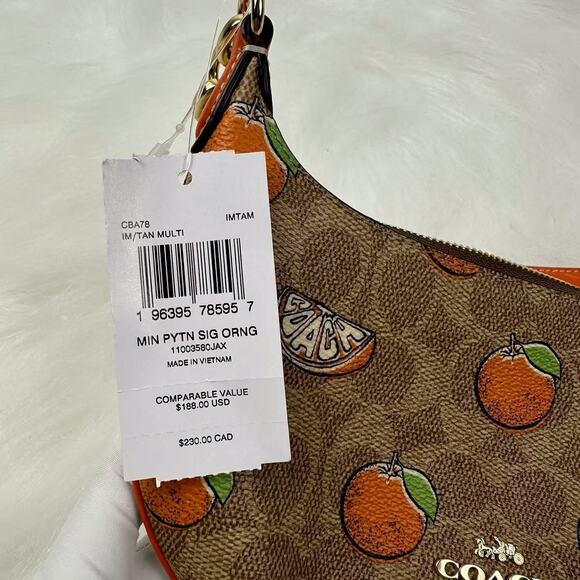 CBA78 IMTAM
IM/TAN MULTI
1 96395 78595 7
MIN PYTN SIG ORNG
11003580JAX
MADE IN VIETNAM
COMPARABLE VALUE
$188.00 USD
$230.00 CAD
COACH
COACH